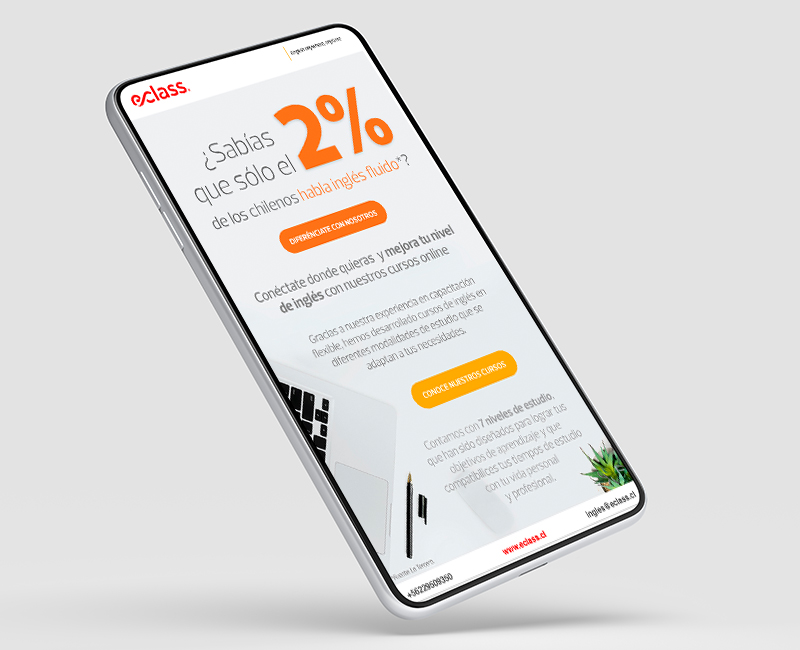 eclass.
¿Sabías
que sólo el
2%
de los chilenos habla inglés fluido*?
DIFERÉNCIATE CON NOSOTROS
Conéctate donde quieras y mejora tu nivel
de inglés con nuestros cursos online
Gracias a nuestra experiencia en capacitación
flexible, hemos desarrollado cursos de inglés en
diferentes modalidades de estudio que se
adaptan a tus necesidades.
CONOCE NUESTROS CURSOS
Contamos con 7 niveles de estudio,
que han sido diseñados para lograr tus
objetivos de aprendizaje y que
compatibilices tus tiempos de estudio
con tu vida personal
y profesional.
+56229609360
www.eclass.cl
ingles@eclass.cl